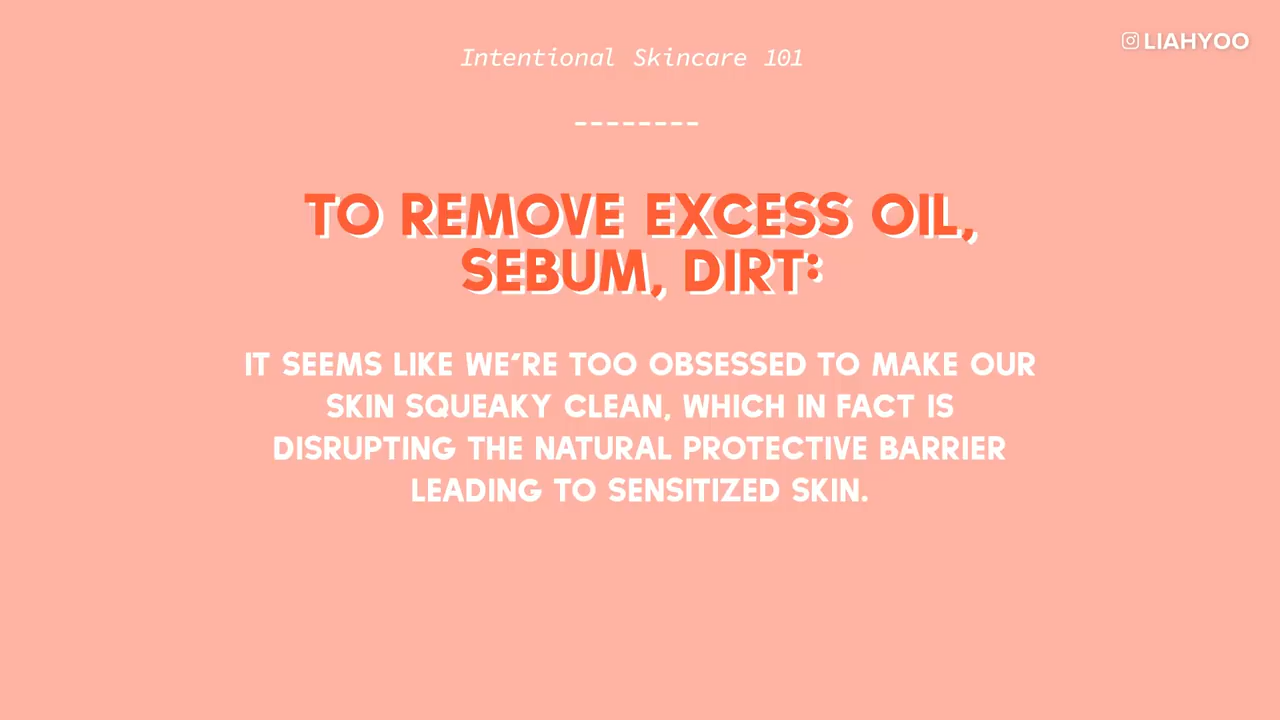 Intentional Skincare 101
LIAHYOO
--------
TO REMOVE EXCESS OIL,
SEBUM, DIRT:
IT SEEMS LIKE WE'RE TOO OBSESSED TO MAKE OUR
SKIN SQUEAKY CLEAN, WHICH IN FACT IS
DISRUPTING THE NATURAL PROTECTIVE BARRIER
LEADING TO SENSITIZED SKIN.